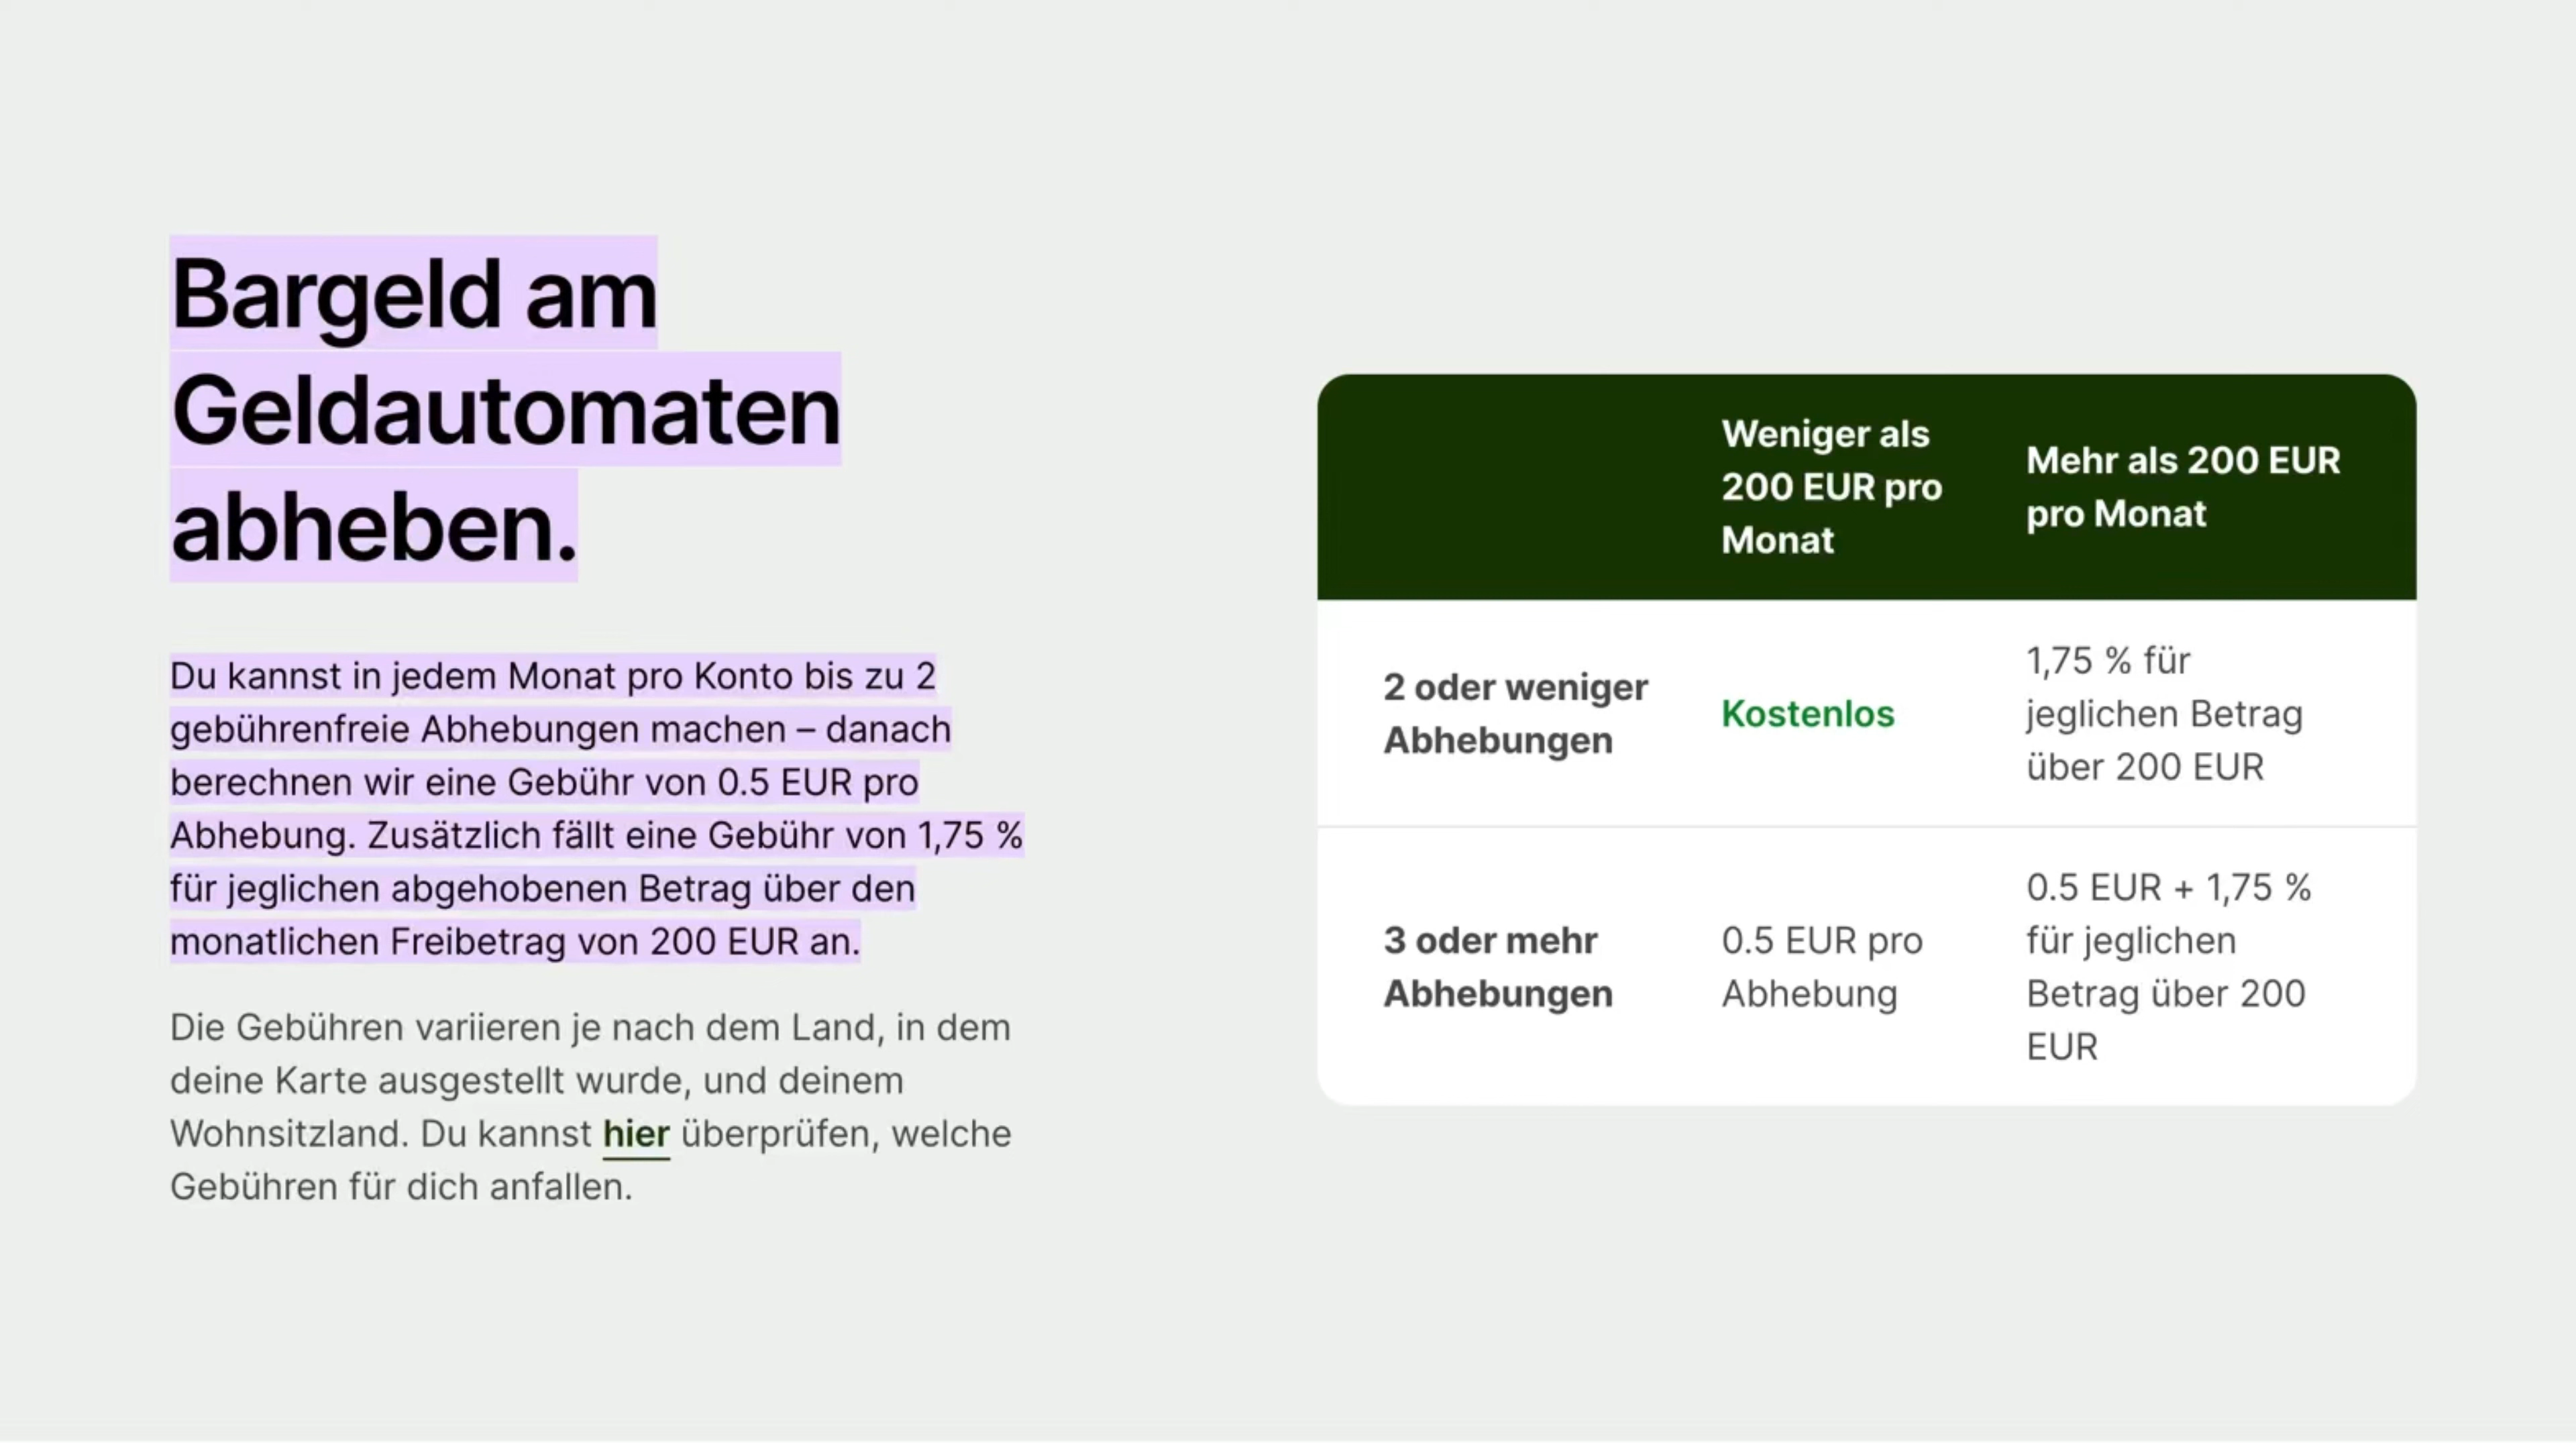 Bargeld am
Geldautomaten
abheben.
Du kannst in jedem Monat pro Konto bis zu 2
gebührenfreie Abhebungen machen – danach
berechnen wir eine Gebühr von 0.5 EUR pro
Abhebung. Zusätzlich fällt eine Gebühr von 1,75 %
für jeglichen abgehobenen Betrag über den
monatlichen Freibetrag von 200 EUR an.
Die Gebühren variieren je nach dem Land, in dem
deine Karte ausgestellt wurde, und deinem
Wohnsitzland. Du kannst hier überprüfen, welche
Gebühren für dich anfallen.
Weniger als
200 EUR pro
Monat
Mehr als 200 EUR
pro Monat
2 oder weniger
Abhebungen
Kostenlos
1,75 % für
jeglichen Betrag
über 200 EUR
3 oder mehr
Abhebungen
0.5 EUR pro
Abhebung
0.5 EUR + 1,75 %
für jeglichen
Betrag über 200
EUR